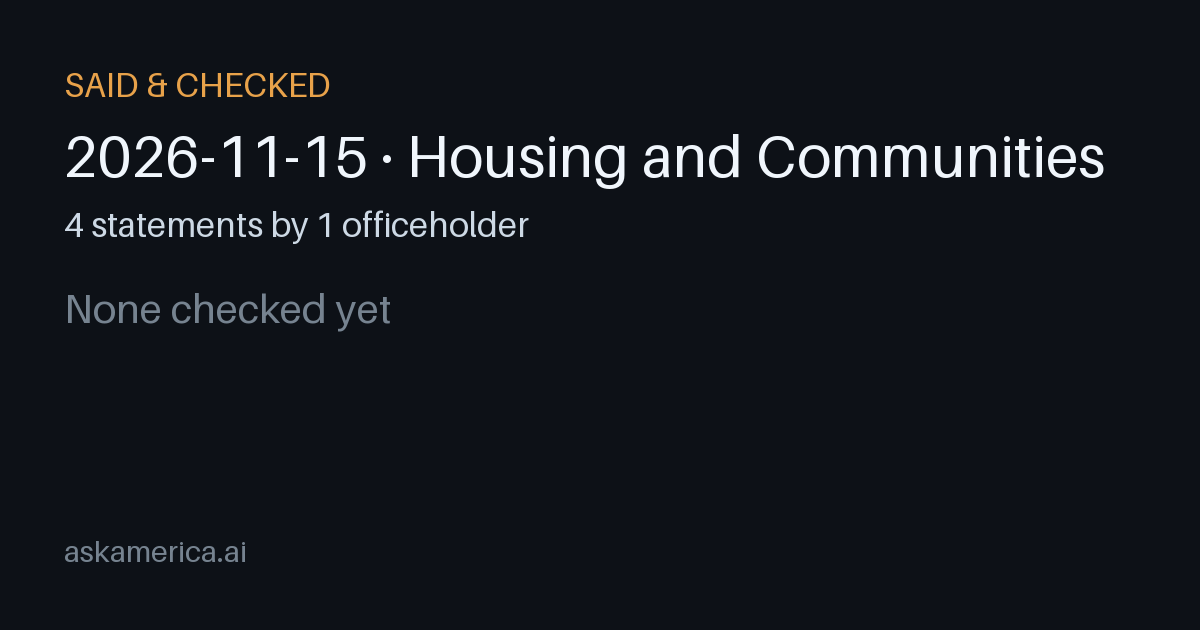 SAID & CHECKED
2026-11-15 · Housing and Communities
4 statements by 1 officeholder
None checked yet
askamerica.ai